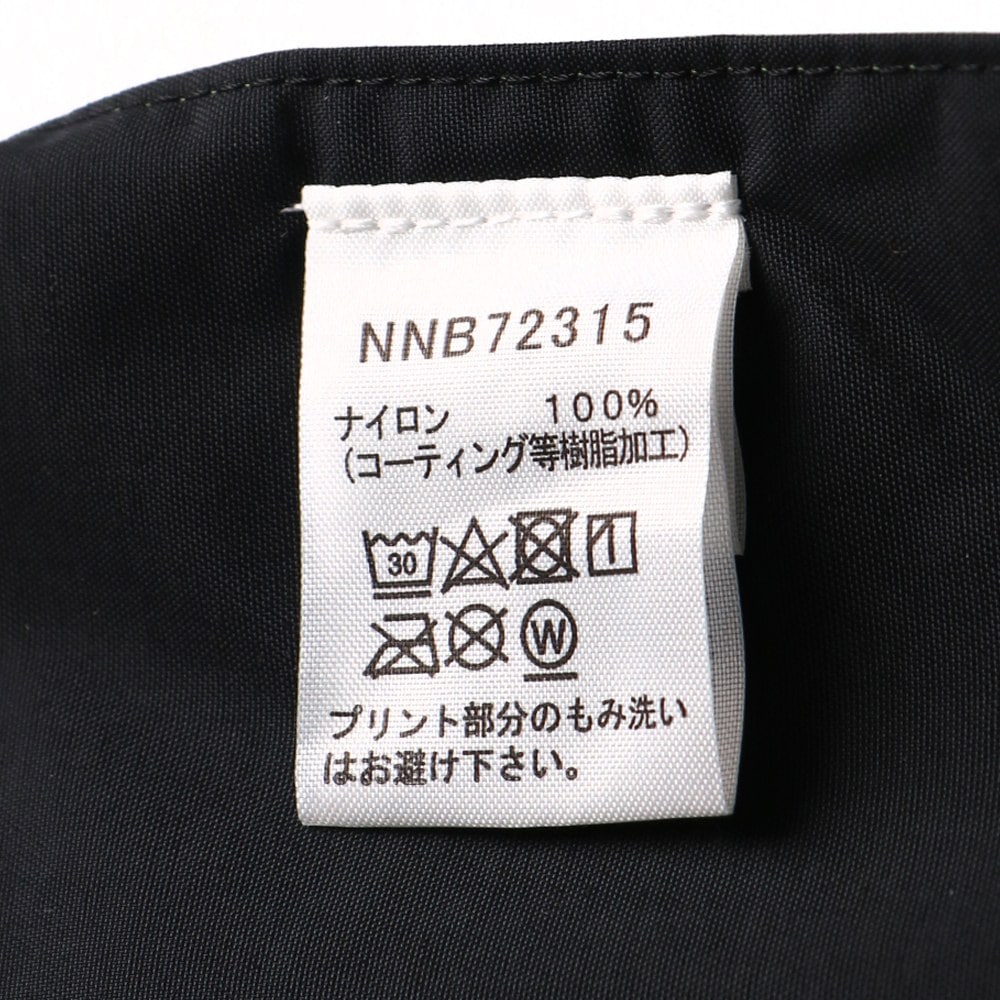 NNB72315
ナイロン 100%
(コーティング等樹脂加工)
30
W
プリント部分のもみ洗い
はお避け下さい。